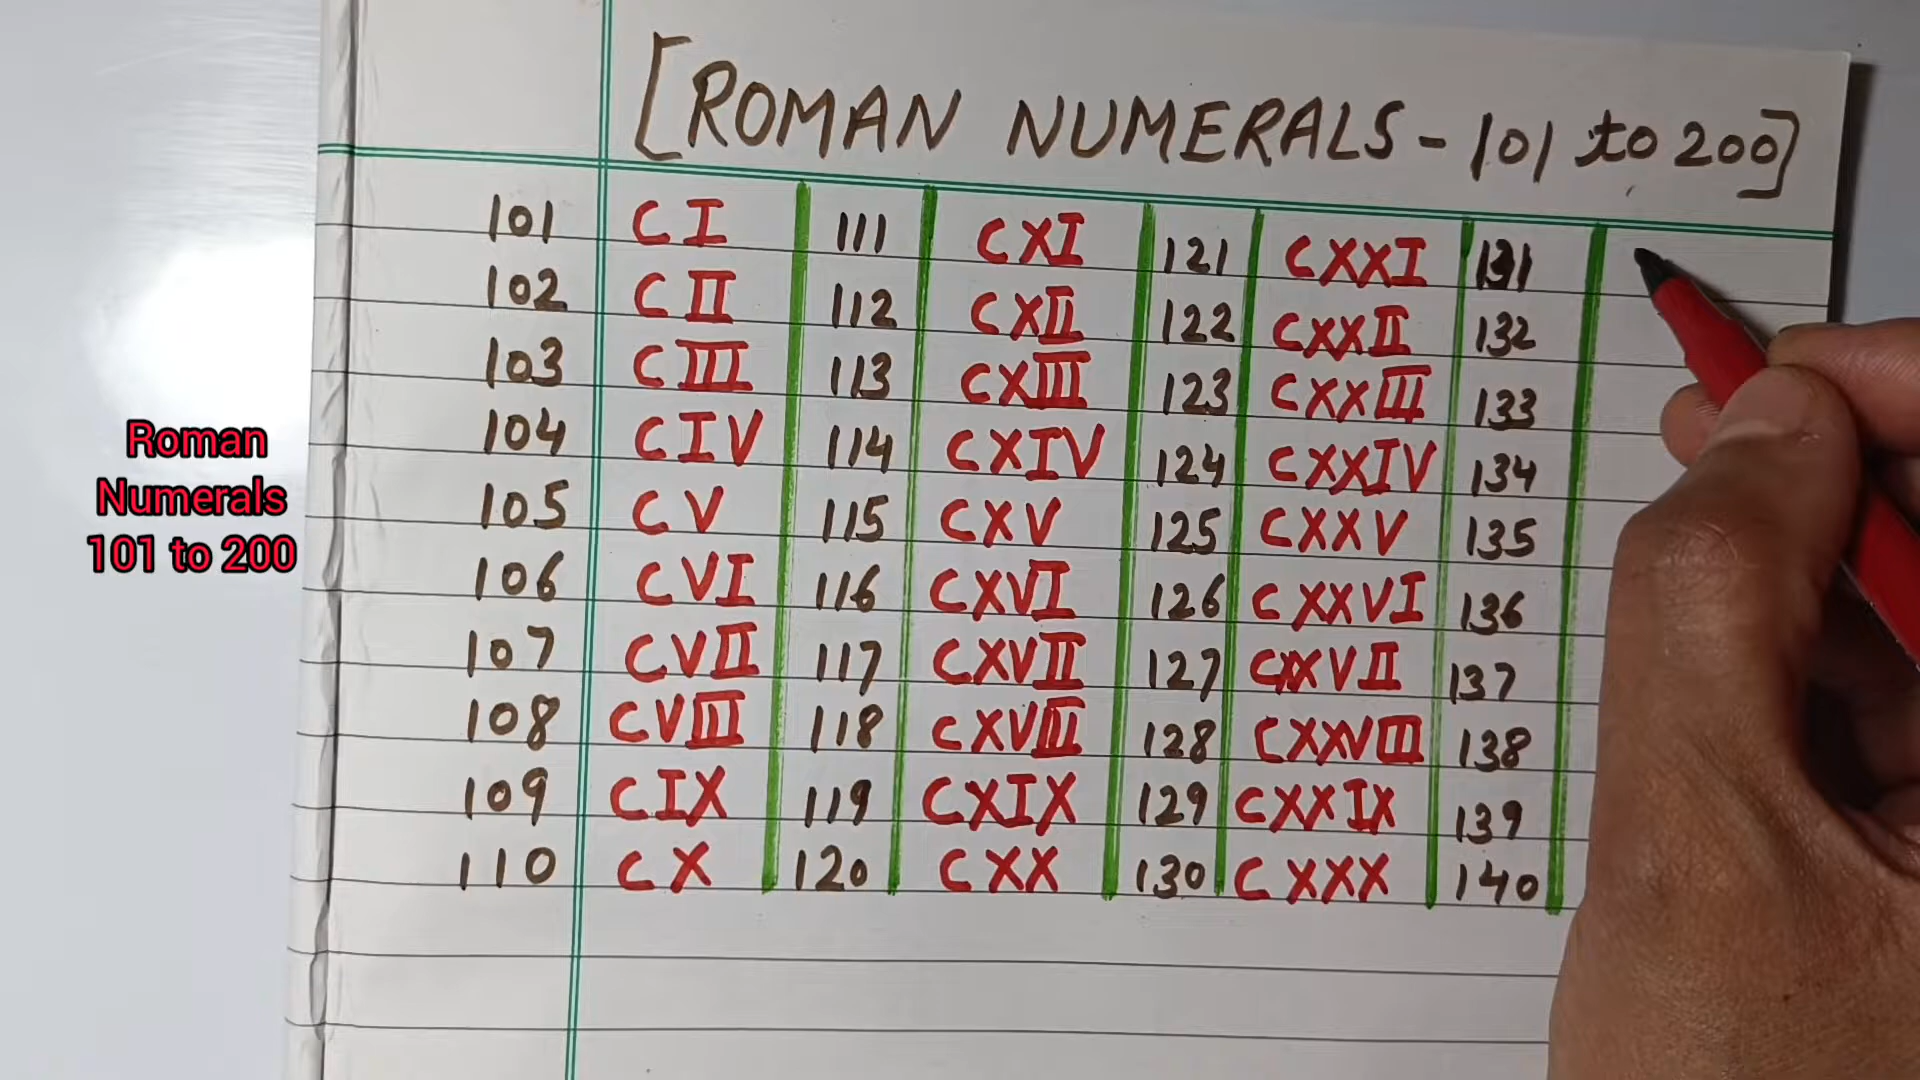 [ROMAN NUMERALS - 101 to 200]
101 CI 111 CXI 121 CXXI 131
102 CII 112 CXII 122 CXXII 132
103 CIII 113 CXIII 123 CXXIII 133
104 CIV 114 CXIV 124 CXXIV 134
105 CV 115 CXV 125 CXXV 135
106 CVI 116 CXVI 126 CXXVI 136
107 CVII 117 CXVII 127 CXXVII 137
108 CVIII 118 CXVIII 128 CXXVIII 138
109 CIX 119 CXIX 129 CXXIX 139
110 CX 120 CXX 130 CXXX 140
Roman
Numerals
101 to 200